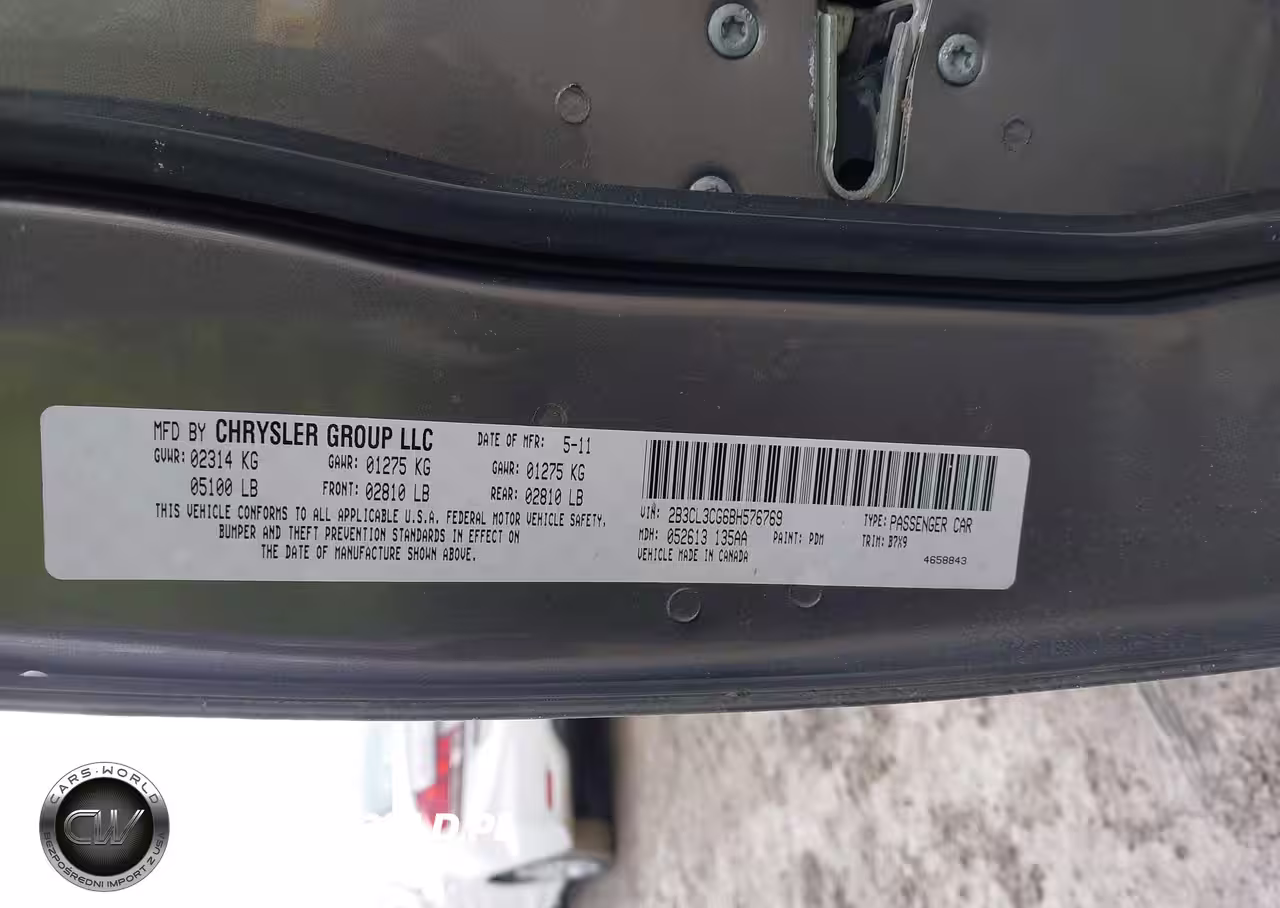 MFD BY CHRYSLER GROUP LLC
DATE OF MFR: 5-11
GVWR: 02314 KG GAWR: 01275 KG GAWR: 01275 KG
05100 LB FRONT: 02810 LB REAR: 02810 LB
THIS VEHICLE CONFORMS TO ALL APPLICABLE U.S.A. FEDERAL MOTOR VEHICLE SAFETY,
BUMPER AND THEFT PREVENTION STANDARDS IN EFFECT ON
THE DATE OF MANUFACTURE SHOWN ABOVE.
VIN: 2B3CL3CG6BH576769 TYPE: PASSENGER CAR
MDH: 052613 135AA PAINT: PDM TRIM: B7X9
VEHICLE MADE IN CANADA 4658843
CARS·WORLD
CW
BEZPOŚREDNI IMPORT Z USA